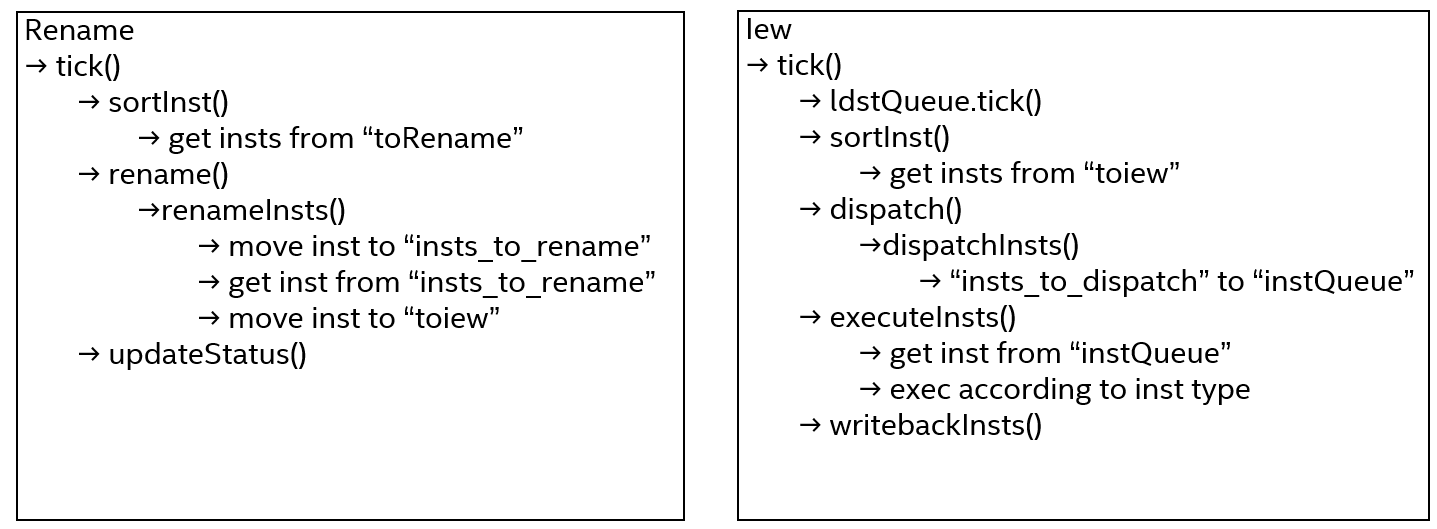 Rename
→ tick()
→ sortInst()
→ get insts from “toRename”
→ rename()
→renameInsts()
→ move inst to “insts_to_rename”
→ get inst from “insts_to_rename”
→ move inst to “toiew”
→ updateStatus()
Iew
→ tick()
→ ldstQueue.tick()
→ sortInst()
→ get insts from “toiew”
→ dispatch()
→dispatchInsts()
→ “insts_to_dispatch” to “instQueue”
→ executeInsts()
→ get inst from “instQueue”
→ exec according to inst type
→ writebackInsts()